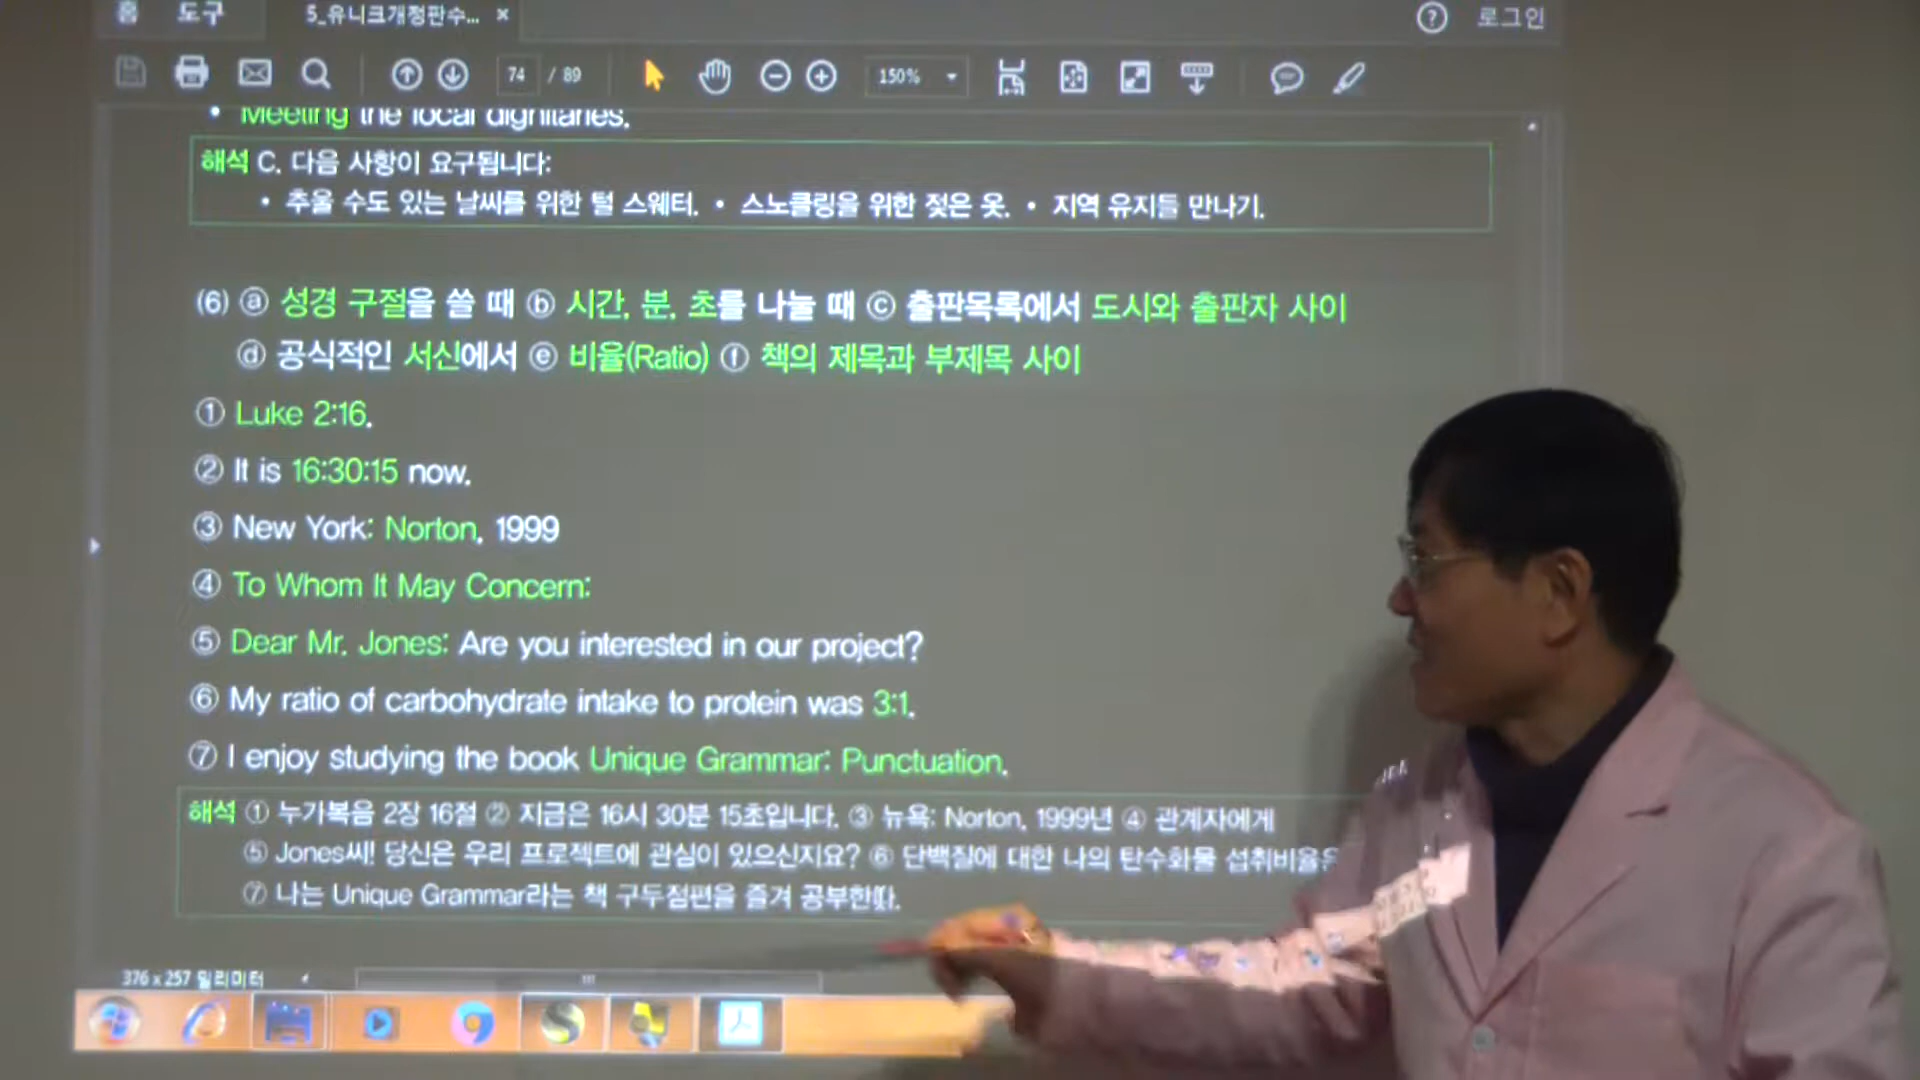 홈 도구 5_유니크개정판수... × ? 로그인
74 / 89 150%
• Meeting the local dignitaries.
해석 C. 다음 사항이 요구됩니다:
• 추울 수도 있는 날씨를 위한 털 스웨터. • 스노클링을 위한 젖은 옷. • 지역 유지들 만나기.
(6) ⓐ 성경 구절을 쓸 때 ⓑ 시간, 분, 초를 나눌 때 ⓒ 출판목록에서 도시와 출판자 사이
ⓓ 공식적인 서신에서 ⓔ 비율(Ratio) ⓕ 책의 제목과 부제목 사이
① Luke 2:16.
② It is 16:30:15 now.
③ New York: Norton, 1999
④ To Whom It May Concern:
⑤ Dear Mr. Jones: Are you interested in our project?
⑥ My ratio of carbohydrate intake to protein was 3:1.
⑦ I enjoy studying the book Unique Grammar: Punctuation.
해석 ① 누가복음 2장 16절 ② 지금은 16시 30분 15초입니다. ③ 뉴욕: Norton, 1999년 ④ 관계자에게
⑤ Jones씨! 당신은 우리 프로젝트에 관심이 있으신지요? ⑥ 단백질에 대한 나의 탄수화물 섭취비율은
⑦ 나는 Unique Grammar라는 책 구두점편을 즐겨 공부한다.
376 x 257 밀리미터